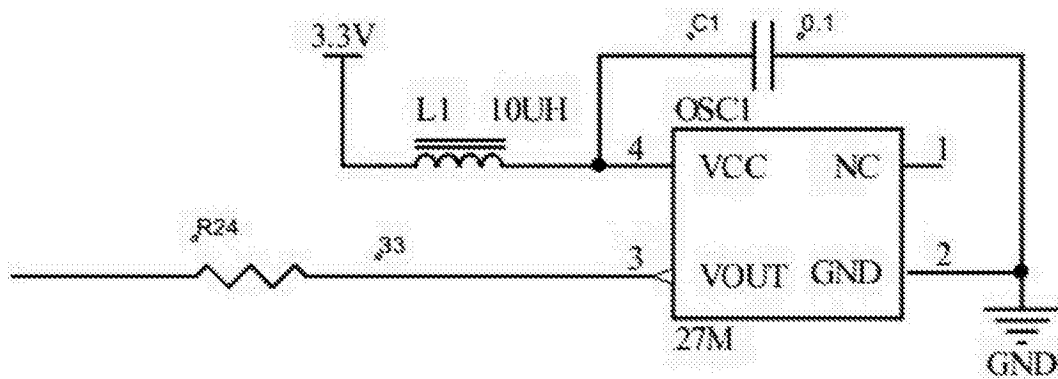 C1 0.1
3.3V
L1 10UH OSC1
4 VCC NC 1
R24
33 3 VOUT GND 2
27M
GND